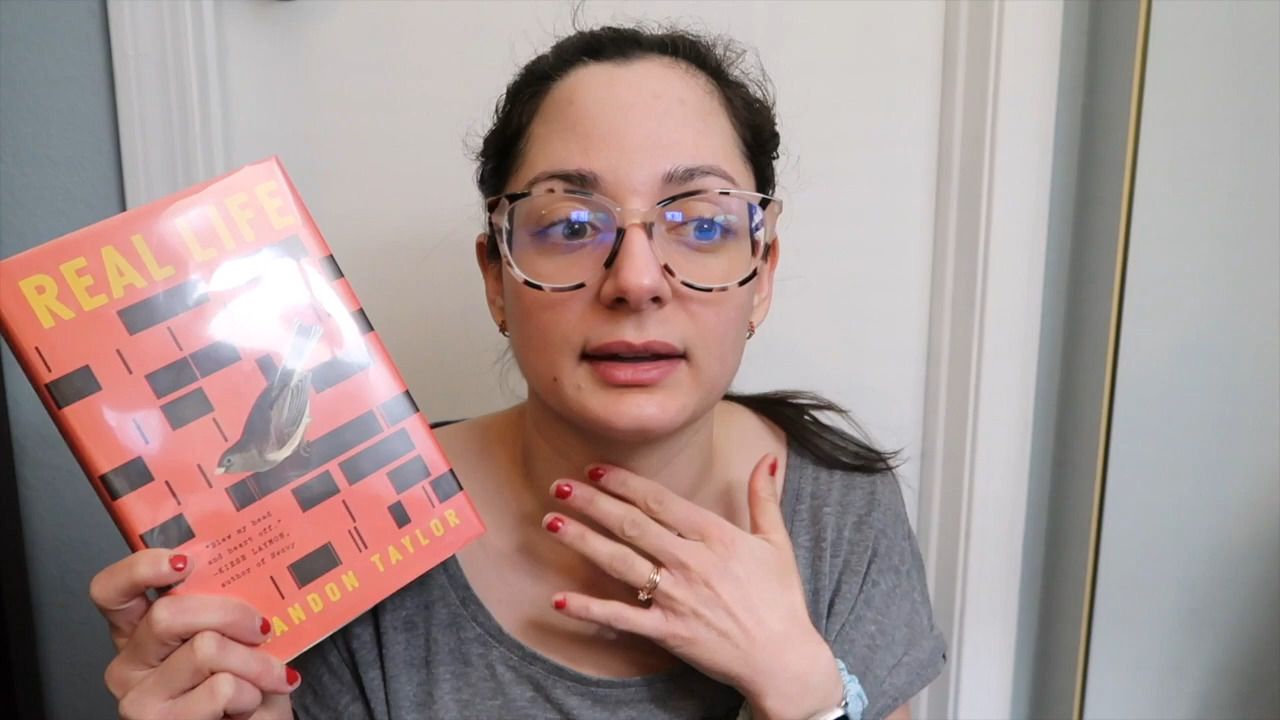 REAL LIFE
"Blew my head
and heart off."
—KIESE LAYMON,
author of Heavy
ANDON TAYLOR